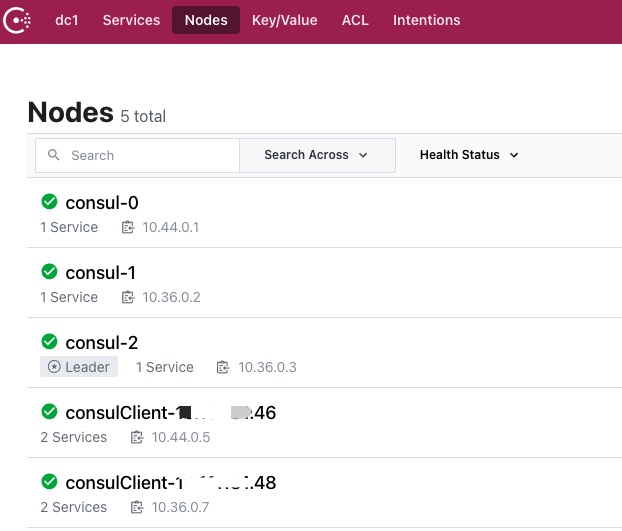 dc1 Services Nodes Key/Value ACL Intentions
Nodes 5 total
Search Search Across Health Status
consul-0
1 Service 10.44.0.1
consul-1
1 Service 10.36.0.2
consul-2
Leader 1 Service 10.36.0.3
consulClient-1 .46
2 Services 10.44.0.5
consulClient-1 .48
2 Services 10.36.0.7